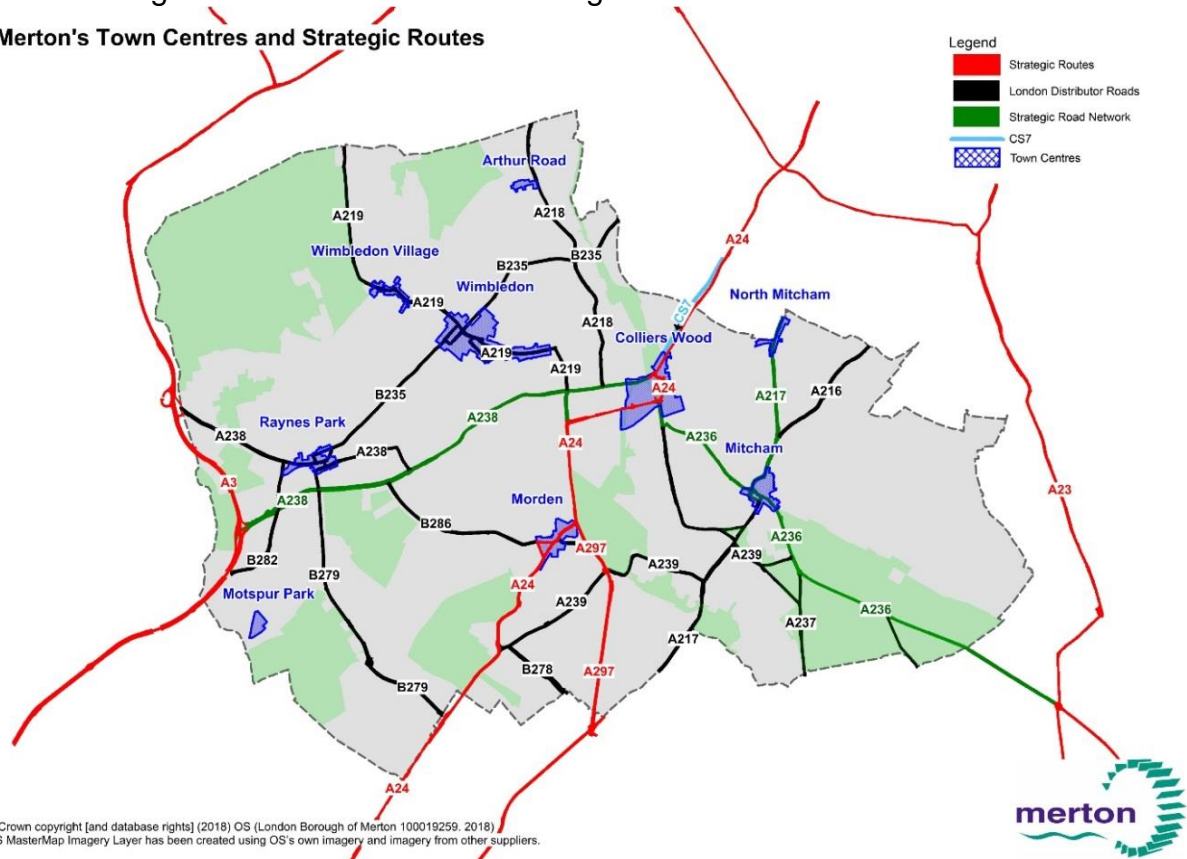 Merton's Town Centres and Strategic Routes
Legend
Strategic Routes
London Distributor Roads
Strategic Road Network
CS7
Town Centres
Arthur Road
A219
A218
A24
Wimbledon Village
B235
B235
Wimbledon
North Mitcham
A219
CS7
A218
Colliers Wood
A219
A219
A24
A217
A216
B235
Raynes Park
A238
A238
A238
A24
A236
Mitcham
A3
A238
Morden
A23
B286
A236
A297
A239
B282
B279
A239
A24
A239
Motspur Park
A236
A237
A217
B278
A297
B279
A24
Crown copyright [and database rights] (2018) OS (London Borough of Merton 100019259. 2018)
S MasterMap Imagery Layer has been created using OS's own imagery and imagery from other suppliers.
merton